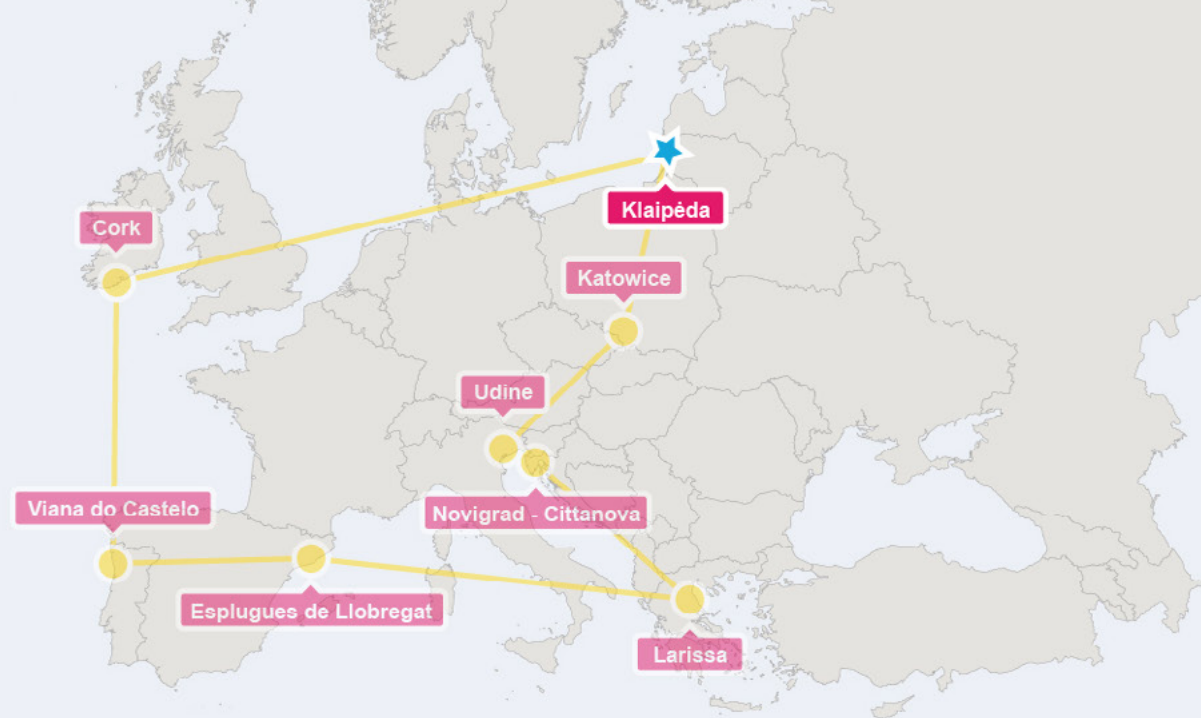 Klaipėda
Cork
Katowice
Udine
Viana do Castelo
Novigrad - Cittanova
Esplugues de Llobregat
Larissa